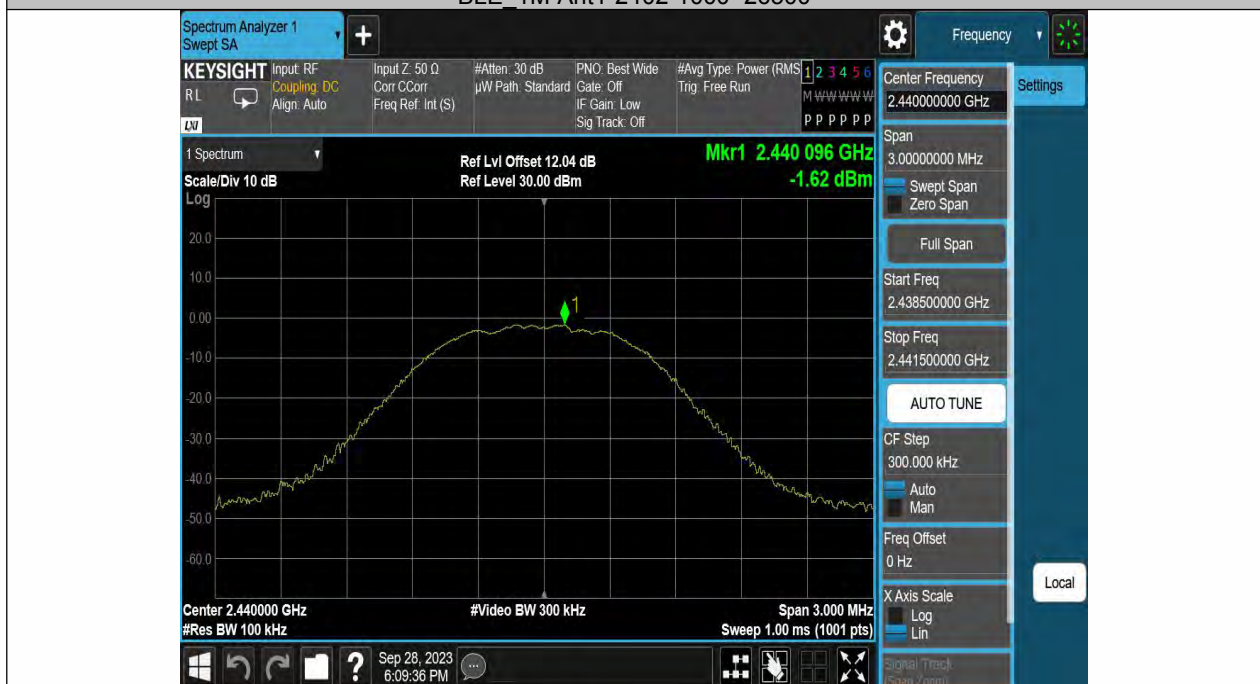 Spectrum Analyzer 1
Swept SA
Frequency
KEYSIGHT
RL
LXI
Input: RF
Coupling: DC
Align: Auto
Input Z: 50 Ω
Corr CCorr
Freq Ref: Int (S)
#Atten: 30 dB
µW Path: Standard
PNO: Best Wide
Gate: Off
IF Gain: Low
Sig Track: Off
#Avg Type: Power (RMS
Trig: Free Run
1 2 3 4 5 6
M W W W W W
P P P P P P
Center Frequency
2.440000000 GHz
Settings
Span
3.00000000 MHz
Swept Span
Zero Span
Full Span
Start Freq
2.438500000 GHz
Stop Freq
2.441500000 GHz
AUTO TUNE
CF Step
300.000 kHz
Auto
Man
Freq Offset
0 Hz
X Axis Scale
Log
Lin
Signal Track
(Span Zoom)
Local
1 Spectrum
Scale/Div 10 dB
Log
Ref Lvl Offset 12.04 dB
Ref Level 30.00 dBm
Mkr1 2.440 096 GHz
-1.62 dBm
1
20.0
10.0
0.00
-10.0
-20.0
-30.0
-40.0
-50.0
-60.0
Center 2.440000 GHz
#Video BW 300 kHz
Span 3.000 MHz
#Res BW 100 kHz
Sweep 1.00 ms (1001 pts)
?
Sep 28, 2023
6:09:36 PM